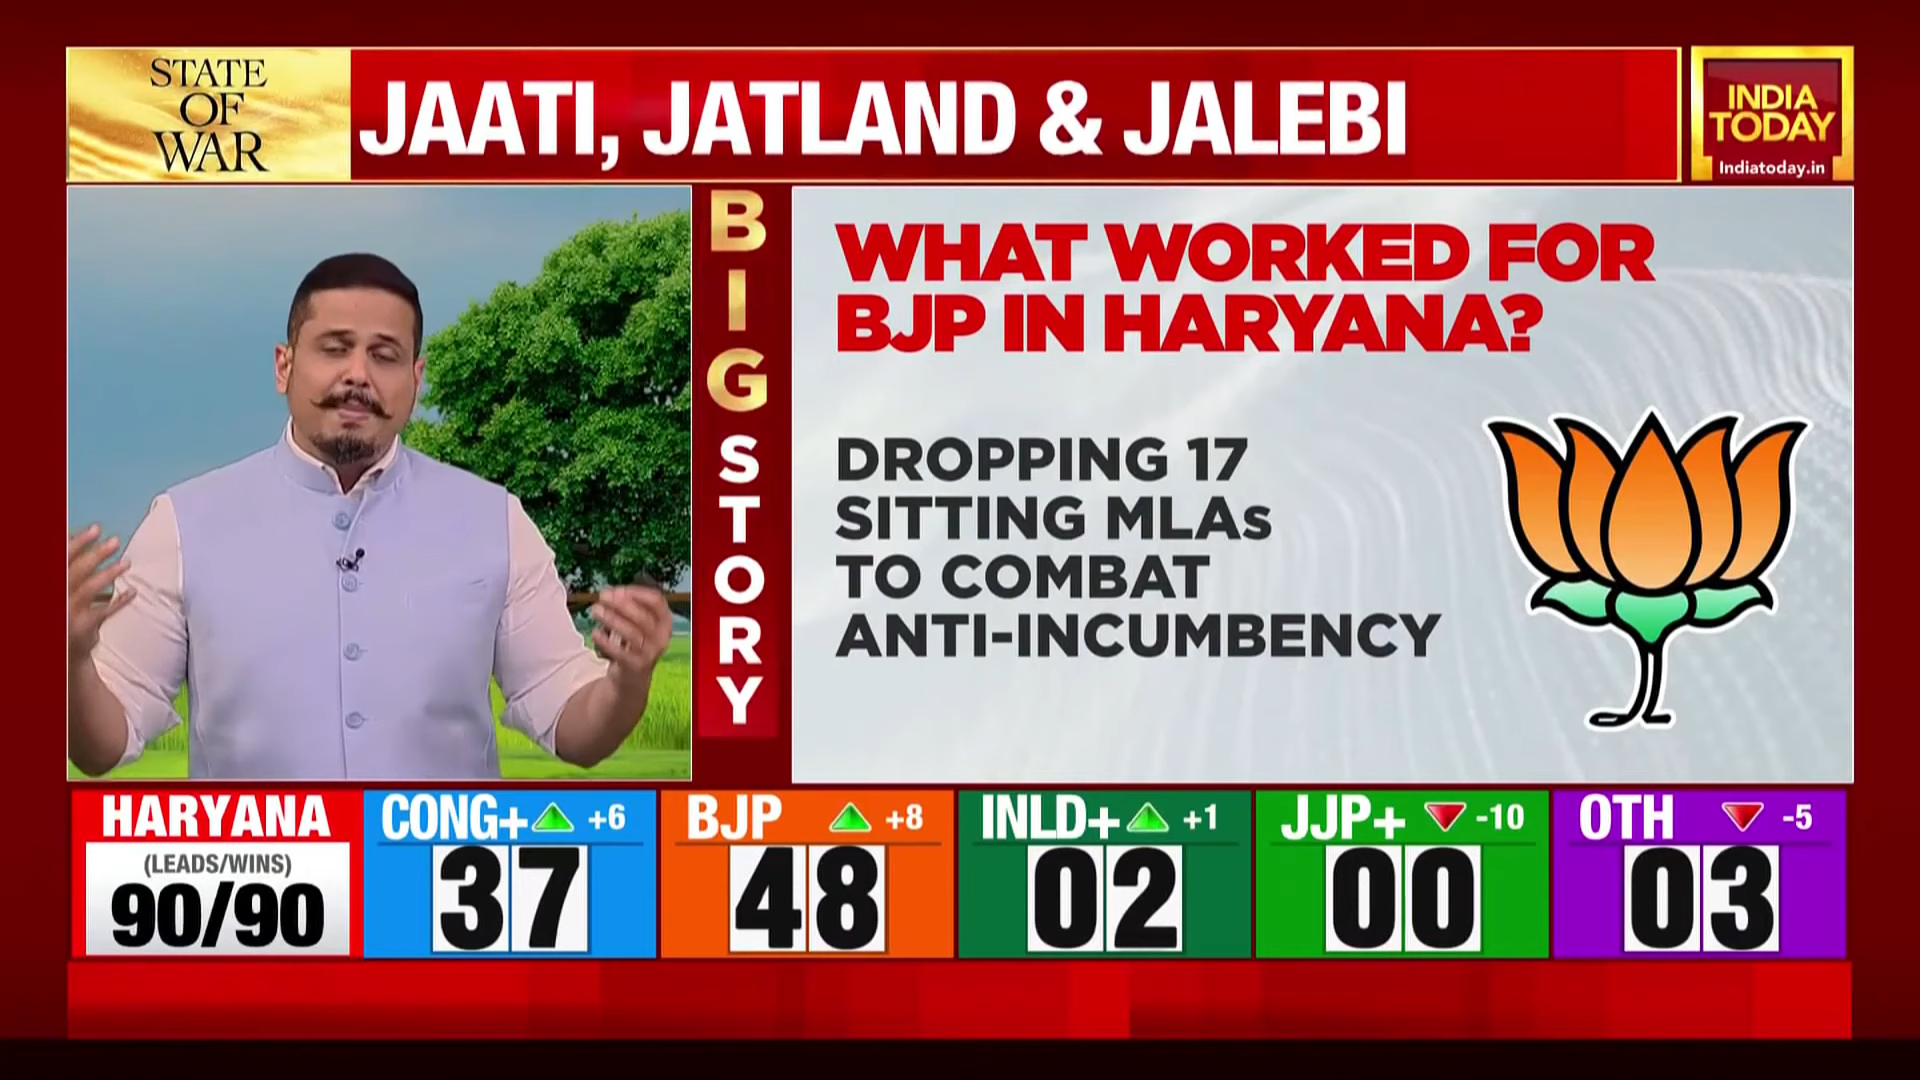 STATE
OF
WAR
JAATI, JATLAND & JALEBI
INDIA
TODAY
Indiatoday.in
BIG
STORY
WHAT WORKED FOR
BJP IN HARYANA?
DROPPING 17
SITTING MLAs
TO COMBAT
ANTI-INCUMBENCY
HARYANA
(LEADS/WINS)
90/90
CONG+ +6
37
BJP +8
48
INLD+ +1
02
JJP+ -10
00
OTH -5
03